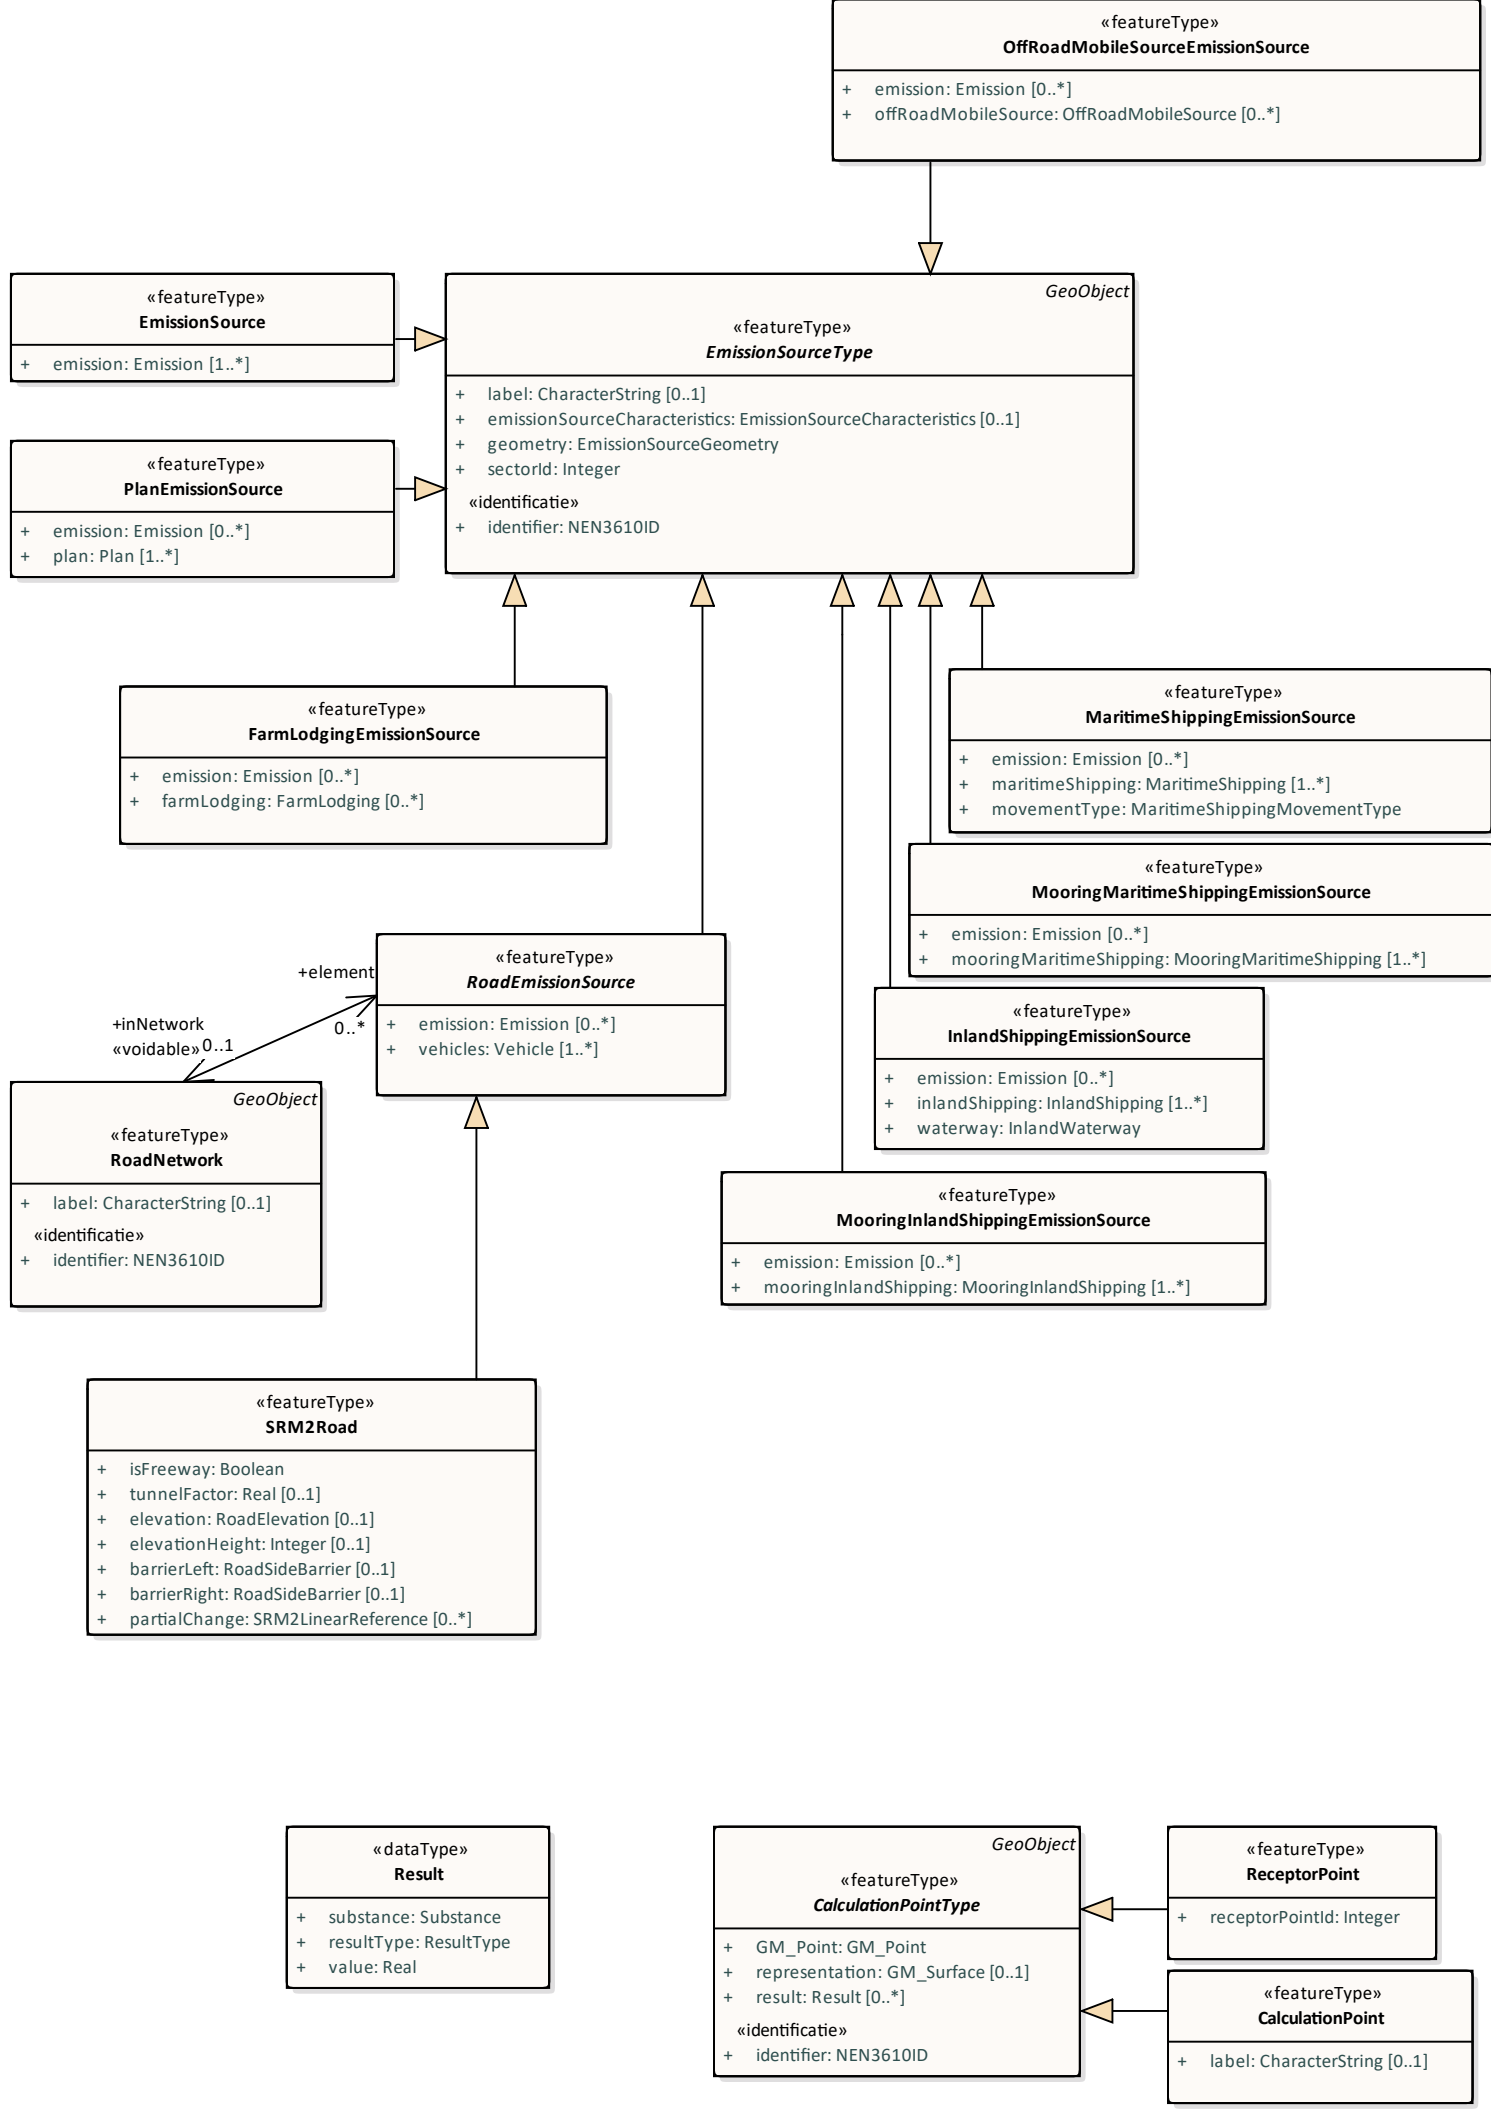 «featureType»
OffRoadMobileSourceEmissionSource
+ emission: Emission [0..*]
+ offRoadMobileSource: OffRoadMobileSource [0..*]
«featureType»
EmissionSource
+ emission: Emission [1..*]
GeoObject
«featureType»
EmissionSourceType
+ label: CharacterString [0..1]
+ emissionSourceCharacteristics: EmissionSourceCharacteristics [0..1]
+ geometry: EmissionSourceGeometry
+ sectorId: Integer
«identificatie»
+ identifier: NEN3610ID
«featureType»
PlanEmissionSource
+ emission: Emission [0..*]
+ plan: Plan [1..*]
«featureType»
FarmLodgingEmissionSource
+ emission: Emission [0..*]
+ farmLodging: FarmLodging [0..*]
«featureType»
MaritimeShippingEmissionSource
+ emission: Emission [0..*]
+ maritimeShipping: MaritimeShipping [1..*]
+ movementType: MaritimeShippingMovementType
«featureType»
MooringMaritimeShippingEmissionSource
+ emission: Emission [0..*]
+ mooringMaritimeShipping: MooringMaritimeShipping [1..*]
«featureType»
RoadEmissionSource
+ emission: Emission [0..*]
+ vehicles: Vehicle [1..*]
+element
0..*
+inNetwork
«voidable» 0..1
«featureType»
InlandShippingEmissionSource
+ emission: Emission [0..*]
+ inlandShipping: InlandShipping [1..*]
+ waterway: InlandWaterway
GeoObject
«featureType»
RoadNetwork
+ label: CharacterString [0..1]
«identificatie»
+ identifier: NEN3610ID
«featureType»
MooringInlandShippingEmissionSource
+ emission: Emission [0..*]
+ mooringInlandShipping: MooringInlandShipping [1..*]
«featureType»
SRM2Road
+ isFreeway: Boolean
+ tunnelFactor: Real [0..1]
+ elevation: RoadElevation [0..1]
+ elevationHeight: Integer [0..1]
+ barrierLeft: RoadSideBarrier [0..1]
+ barrierRight: RoadSideBarrier [0..1]
+ partialChange: SRM2LinearReference [0..*]
«dataType»
Result
+ substance: Substance
+ resultType: ResultType
+ value: Real
GeoObject
«featureType»
CalculationPointType
+ GM_Point: GM_Point
+ representation: GM_Surface [0..1]
+ result: Result [0..*]
«identificatie»
+ identifier: NEN3610ID
«featureType»
ReceptorPoint
+ receptorPointId: Integer
«featureType»
CalculationPoint
+ label: CharacterString [0..1]